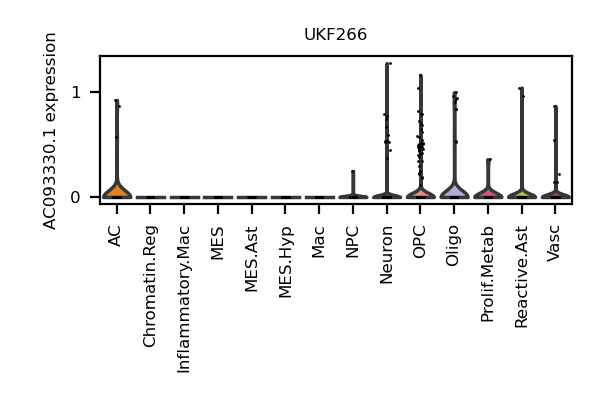 UKF266
AC093330.1 expression
1
0
AC
Chromatin.Reg
Inflammatory.Mac
MES
MES.Ast
MES.Hyp
Mac
NPC
Neuron
OPC
Oligo
Prolif.Metab
Reactive.Ast
Vasc